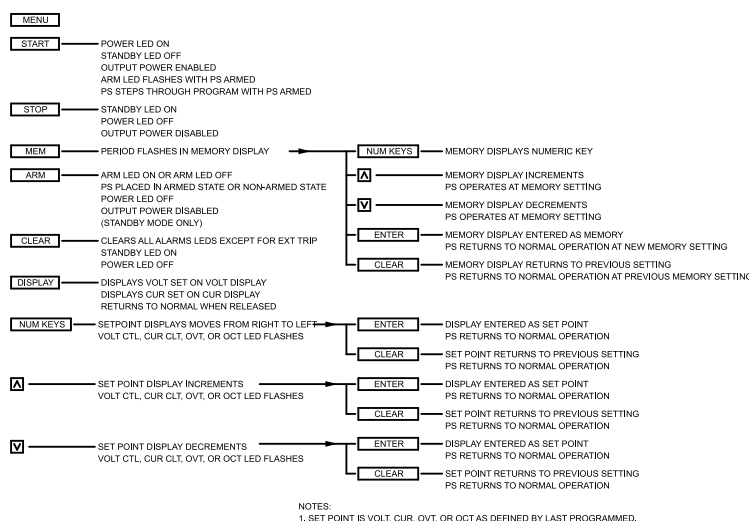 MENU
START
POWER LED ON
STANDBY LED OFF
OUTPUT POWER ENABLED
ARM LED FLASHES WITH PS ARMED
PS STEPS THROUGH PROGRAM WITH PS ARMED
STOP
STANDBY LED ON
POWER LED OFF
OUTPUT POWER DISABLED
MEM
PERIOD FLASHES IN MEMORY DISPLAY
NUM KEYS
MEMORY DISPLAYS NUMERIC KEY
∧
MEMORY DISPLAY INCREMENTS
PS OPERATES AT MEMORY SETTING
∨
MEMORY DISPLAY DECREMENTS
PS OPERATES AT MEMORY SETTING
ENTER
MEMORY DISPLAY ENTERED AS MEMORY
PS RETURNS TO NORMAL OPERATION AT NEW MEMORY SETTING
CLEAR
MEMORY DISPLAY RETURNS TO PREVIOUS SETTING
PS RETURNS TO NORMAL OPERATION AT PREVIOUS MEMORY SETTING
ARM
ARM LED ON OR ARM LED OFF
PS PLACED IN ARMED STATE OR NON-ARMED STATE
POWER LED OFF
OUTPUT POWER DISABLED
(STANDBY MODE ONLY)
CLEAR
CLEARS ALL ALARMS LEDS EXCEPT FOR EXT TRIP
STANDBY LED ON
POWER LED OFF
DISPLAY
DISPLAYS VOLT SET ON VOLT DISPLAY
DISPLAYS CUR SET ON CUR DISPLAY
RETURNS TO NORMAL WHEN RELEASED
NUM KEYS
SETPOINT DISPLAYS MOVES FROM RIGHT TO LEFT
VOLT CTL, CUR CLT, OVT, OR OCT LED FLASHES
ENTER
DISPLAY ENTERED AS SET POINT
PS RETURNS TO NORMAL OPERATION
CLEAR
SET POINT RETURNS TO PREVIOUS SETTING
PS RETURNS TO NORMAL OPERATION
∧
SET POINT DISPLAY INCREMENTS
VOLT CTL, CUR CLT, OVT, OR OCT LED FLASHES
ENTER
DISPLAY ENTERED AS SET POINT
PS RETURNS TO NORMAL OPERATION
CLEAR
SET POINT RETURNS TO PREVIOUS SETTING
PS RETURNS TO NORMAL OPERATION
∨
SET POINT DISPLAY DECREMENTS
VOLT CTL, CUR CLT, OVT, OR OCT LED FLASHES
ENTER
DISPLAY ENTERED AS SET POINT
PS RETURNS TO NORMAL OPERATION
CLEAR
SET POINT RETURNS TO PREVIOUS SETTING
PS RETURNS TO NORMAL OPERATION
NOTES:
1. SET POINT IS VOLT, CUR, OVT, OR OCT AS DEFINED BY LAST PROGRAMMED.